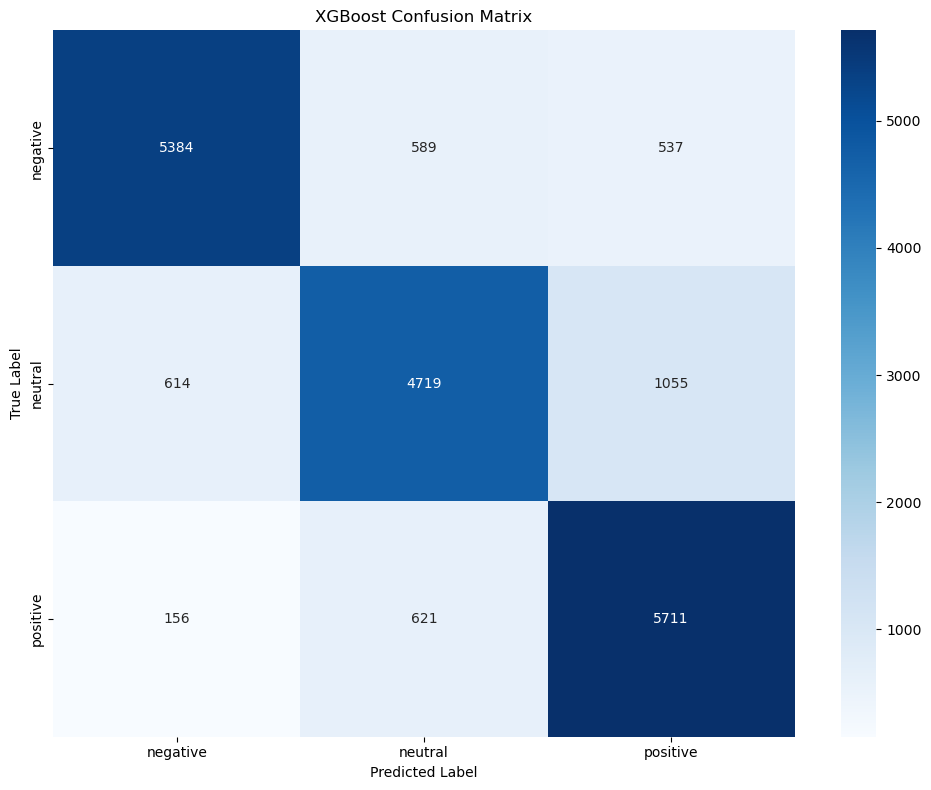 XGBoost Confusion Matrix
negative
5384
589
537
neutral
614
4719
1055
positive
156
621
5711
True Label
negative
neutral
positive
Predicted Label
5000
4000
3000
2000
1000